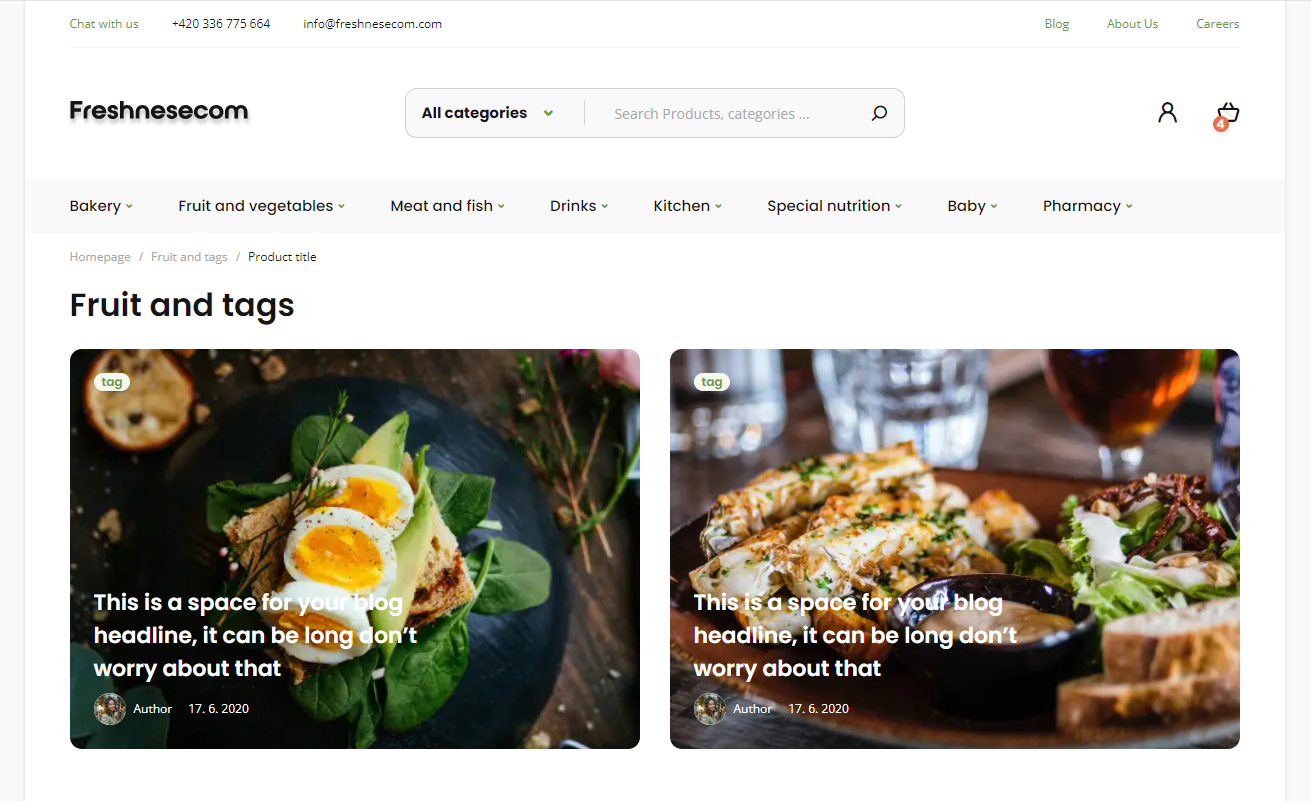 Chat with us +420 336 775 664 info@freshnesecom.com Blog About Us Careers
Freshnesecom All categories Search Products, categories ... 4
Bakery Fruit and vegetables Meat and fish Drinks Kitchen Special nutrition Baby Pharmacy
Homepage / Fruit and tags / Product title
Fruit and tags
tag
This is a space for your blog
headline, it can be long don’t
worry about that
Author 17. 6. 2020
tag
This is a space for your blog
headline, it can be long don’t
worry about that
Author 17. 6. 2020